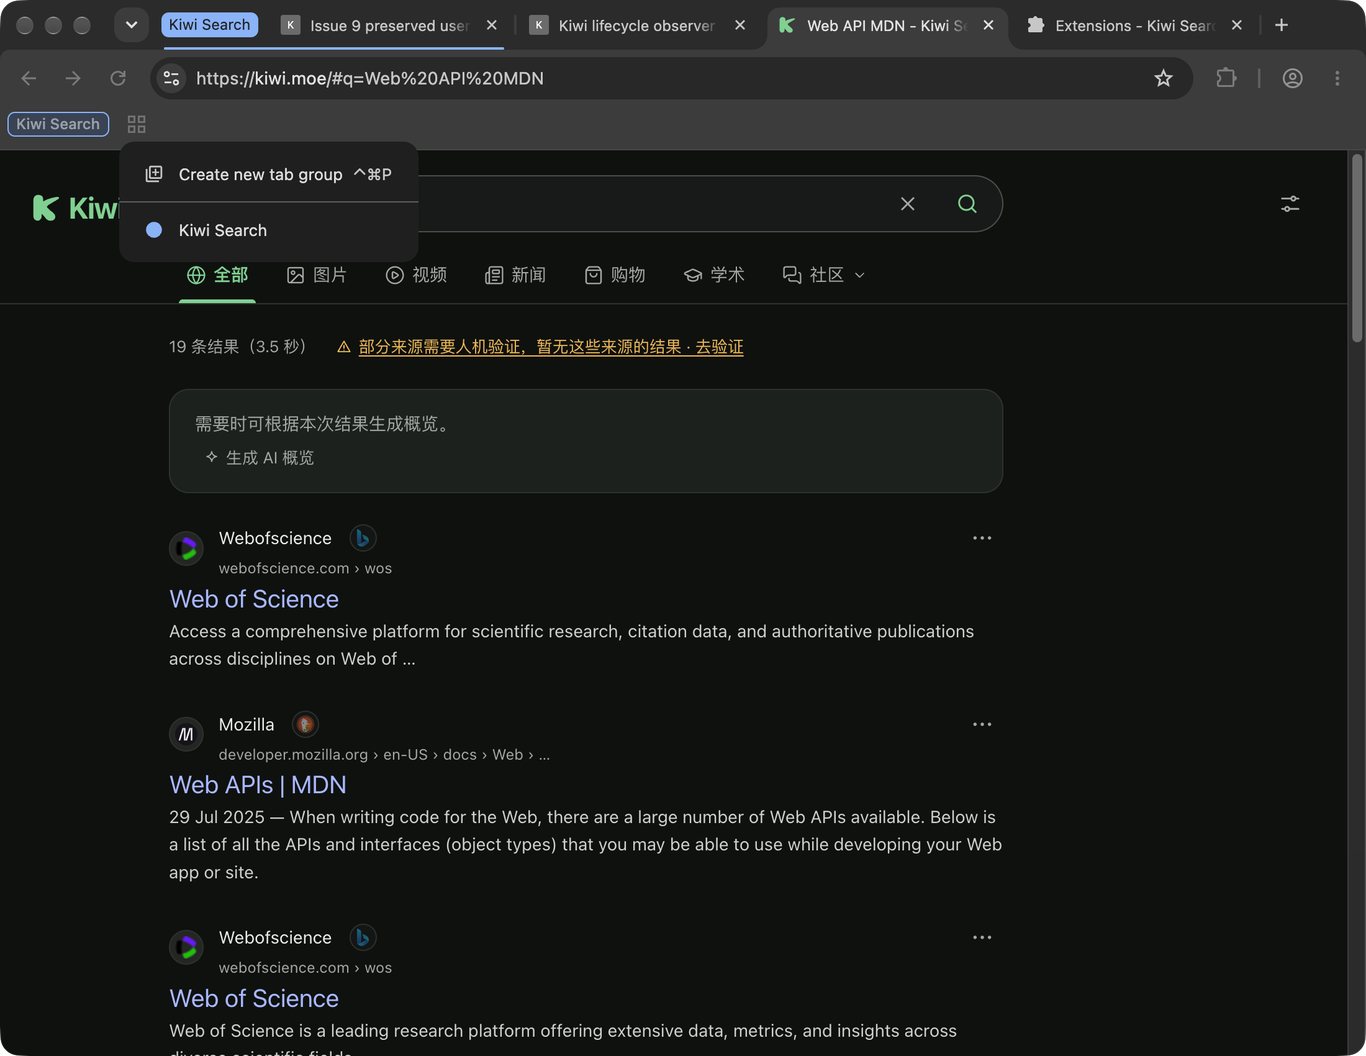 Kiwi Search
K Issue 9 preserved user
K Kiwi lifecycle observer
Web API MDN - Kiwi Se
Extensions - Kiwi Sear
https://kiwi.moe/#q=Web%20API%20MDN
Kiwi Search
Create new tab group ^⌘P
Kiwi Search
Kiwi
全部
图片
视频
新闻
购物
学术
社区
19 条结果（3.5 秒）
部分来源需要人机验证，暂无这些来源的结果 · 去验证
需要时可根据本次结果生成概览。
生成 AI 概览
Webofscience
webofscience.com › wos
Web of Science
Access a comprehensive platform for scientific research, citation data, and authoritative publications
across disciplines on Web of ...
Mozilla
developer.mozilla.org › en-US › docs › Web › ...
Web APIs | MDN
29 Jul 2025 — When writing code for the Web, there are a large number of Web APIs available. Below is
a list of all the APIs and interfaces (object types) that you may be able to use while developing your Web
app or site.
Webofscience
webofscience.com › wos
Web of Science
Web of Science is a leading research platform offering extensive data, metrics, and insights across
diverse scientific fields